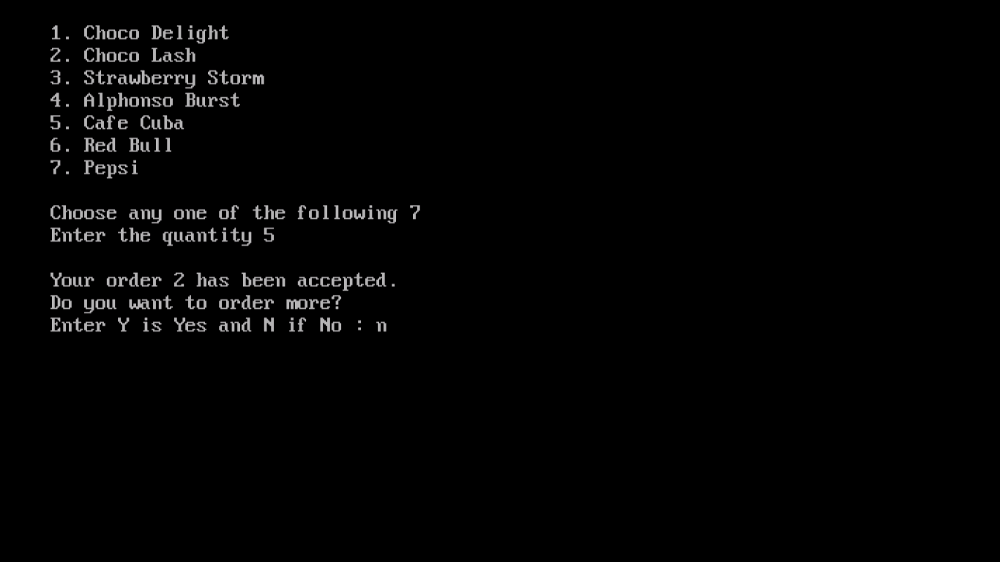 1. Choco Delight
2. Choco Lash
3. Strawberry Storm
4. Alphonso Burst
5. Cafe Cuba
6. Red Bull
7. Pepsi
Choose any one of the following 7
Enter the quantity 5
Your order 2 has been accepted.
Do you want to order more?
Enter Y is Yes and N if No : n